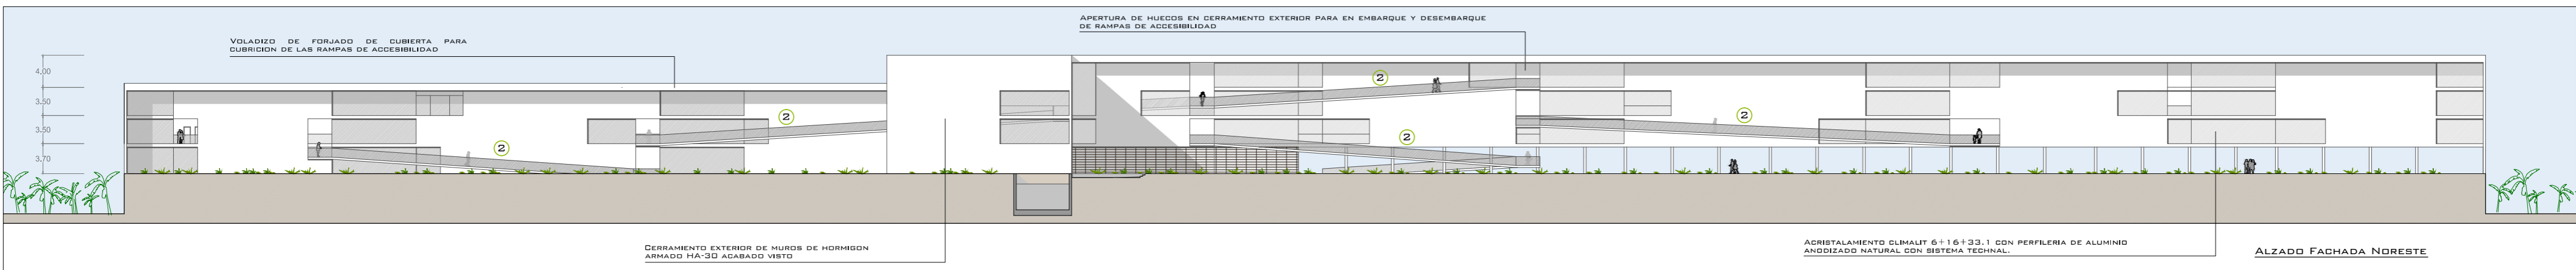 APERTURA DE HUECOS EN CERRAMIENTO EXTERIOR PARA EN EMBARQUE Y DESEMBARQUE
DE RAMPAS DE ACCESIBILIDAD
VOLADIZO DE FORJADO DE CUBIERTA PARA
CUBRICION DE LAS RAMPAS DE ACCESIBILIDAD
4,00
3,50
3,50
3,70
2
2
2
2
2
CERRAMIENTO EXTERIOR DE MUROS DE HORMIGON
ARMADO HA-30 ACABADO VISTO
ACRISTALAMIENTO CLIMALIT 6+16+33.1 CON PERFILERIA DE ALUMINIO
ANODIZADO NATURAL CON SISTEMA TECHNAL.
ALZADO FACHADA NORESTE